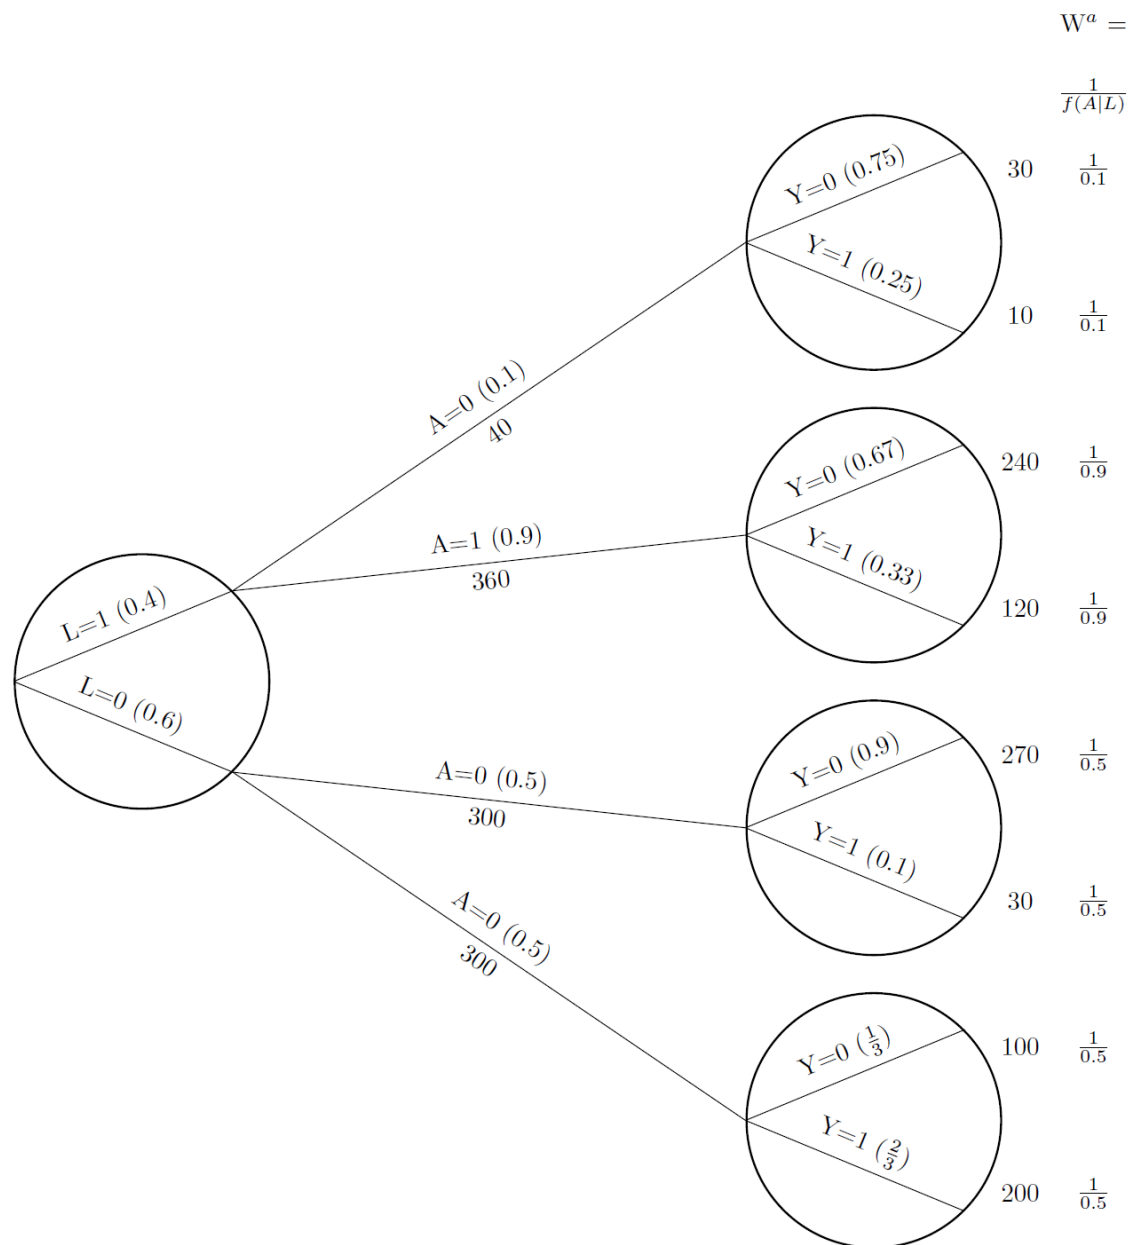 W^a =
1/f(A|L)
Y=0 (0.75)
30 1/0.1
Y=1 (0.25)
10 1/0.1
A=0 (0.1)
40
Y=0 (0.67)
240 1/0.9
A=1 (0.9)
360
Y=1 (0.33)
120 1/0.9
L=1 (0.4)
L=0 (0.6)
Y=0 (0.9)
270 1/0.5
A=0 (0.5)
300
Y=1 (0.1)
30 1/0.5
A=0 (0.5)
300
Y=0 (1/3)
100 1/0.5
Y=1 (2/3)
200 1/0.5